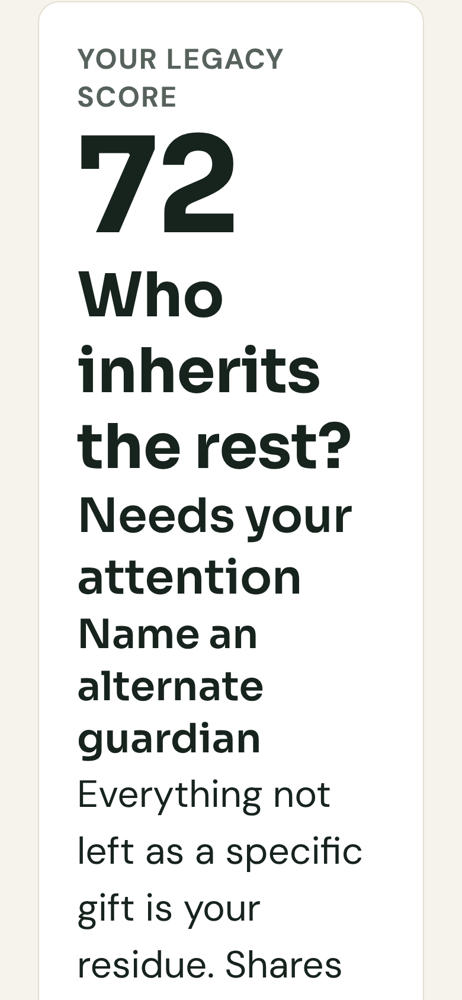 YOUR LEGACY
SCORE
72
Who
inherits
the rest?
Needs your
attention
Name an
alternate
guardian
Everything not
left as a specific
gift is your
residue. Shares